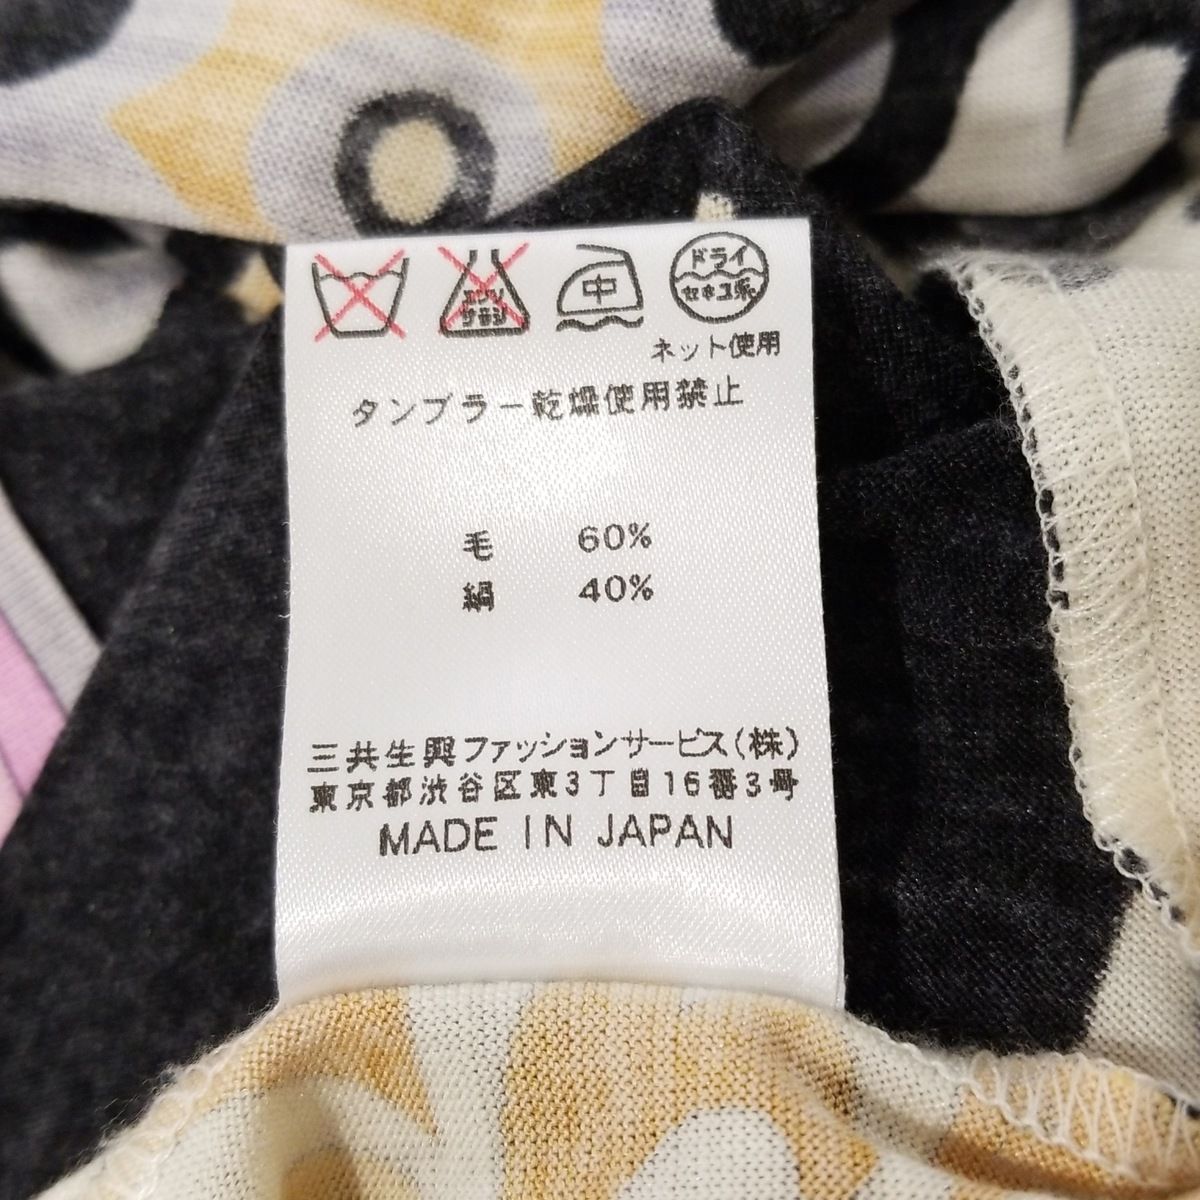 エンソ
サラシ
中
ドライ
セキユ系
ネット使用
タンブラー乾燥使用禁止
毛 60%
絹 40%
三共生興ファッションサービス(株)
東京都渋谷区東3丁目16番3号
MADE IN JAPAN